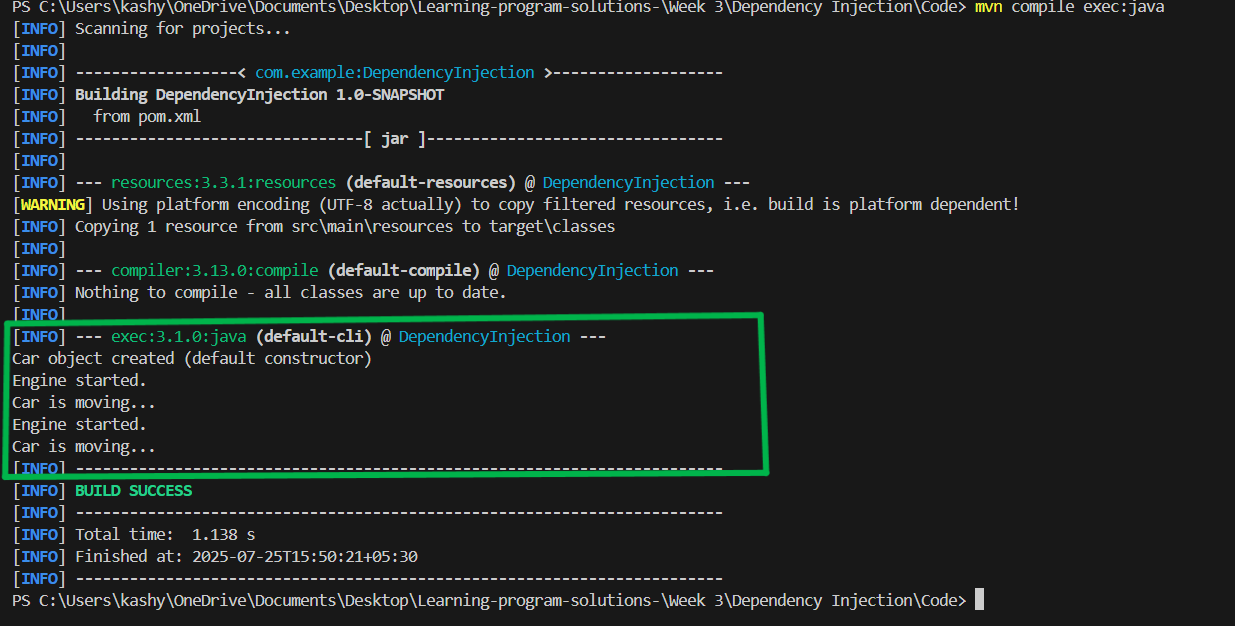 PS C:\Users\kashy\OneDrive\Documents\Desktop\Learning-program-solutions-\Week 3\Dependency Injection\Code> mvn compile exec:java
[INFO] Scanning for projects...
[INFO]
[INFO] ------------------< com.example:DependencyInjection >-------------------
[INFO] Building DependencyInjection 1.0-SNAPSHOT
[INFO]   from pom.xml
[INFO] --------------------------------[ jar ]---------------------------------
[INFO]
[INFO] --- resources:3.3.1:resources (default-resources) @ DependencyInjection ---
[WARNING] Using platform encoding (UTF-8 actually) to copy filtered resources, i.e. build is platform dependent!
[INFO] Copying 1 resource from src\main\resources to target\classes
[INFO]
[INFO] --- compiler:3.13.0:compile (default-compile) @ DependencyInjection ---
[INFO] Nothing to compile - all classes are up to date.
[INFO]
[INFO] --- exec:3.1.0:java (default-cli) @ DependencyInjection ---
Car object created (default constructor)
Engine started.
Car is moving...
Engine started.
Car is moving...
[INFO] ------------------------------------------------------------------------
[INFO] BUILD SUCCESS
[INFO] ------------------------------------------------------------------------
[INFO] Total time:  1.138 s
[INFO] Finished at: 2025-07-25T15:50:21+05:30
[INFO] ------------------------------------------------------------------------
PS C:\Users\kashy\OneDrive\Documents\Desktop\Learning-program-solutions-\Week 3\Dependency Injection\Code>